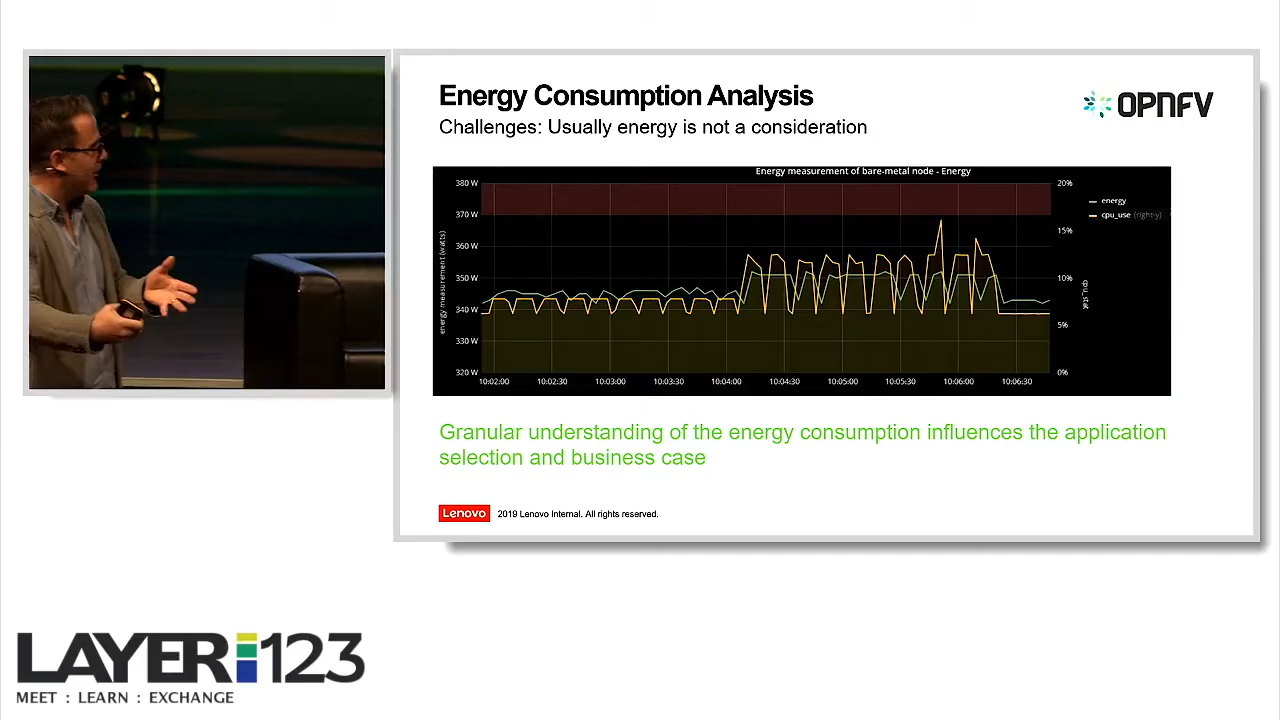 Energy Consumption Analysis
Challenges: Usually energy is not a consideration
OPNFV
Energy measurement of bare-metal node - Energy
380 W
370 W
360 W
350 W
340 W
330 W
320 W
energy measurement (watts)
20%
15%
10%
5%
0%
cpu_stat
energy
cpu_use (right-y)
10:02:00 10:02:30 10:03:00 10:03:30 10:04:00 10:04:30 10:05:00 10:05:30 10:06:00 10:06:30
Granular understanding of the energy consumption influences the application
selection and business case
Lenovo 2019 Lenovo Internal. All rights reserved.
LAYER 123
MEET : LEARN : EXCHANGE